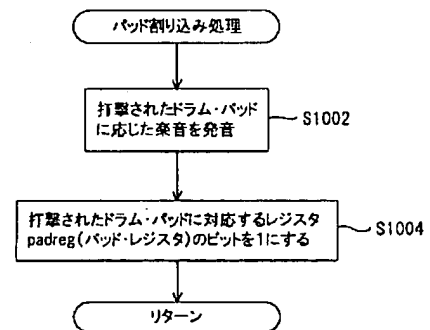 パッド割り込み処理
打撃されたドラム・パッド
に応じた楽音を発音
S1002
打撃されたドラム・パッドに対応するレジスタ
padreg(パッド・レジスタ)のビットを1にする
S1004
リターン